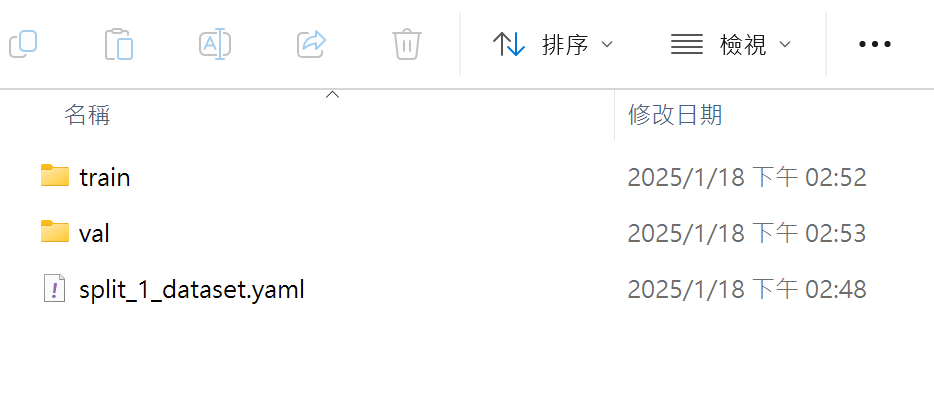 排序 檢視
名稱 修改日期
train 2025/1/18 下午 02:52
val 2025/1/18 下午 02:53
split_1_dataset.yaml 2025/1/18 下午 02:48